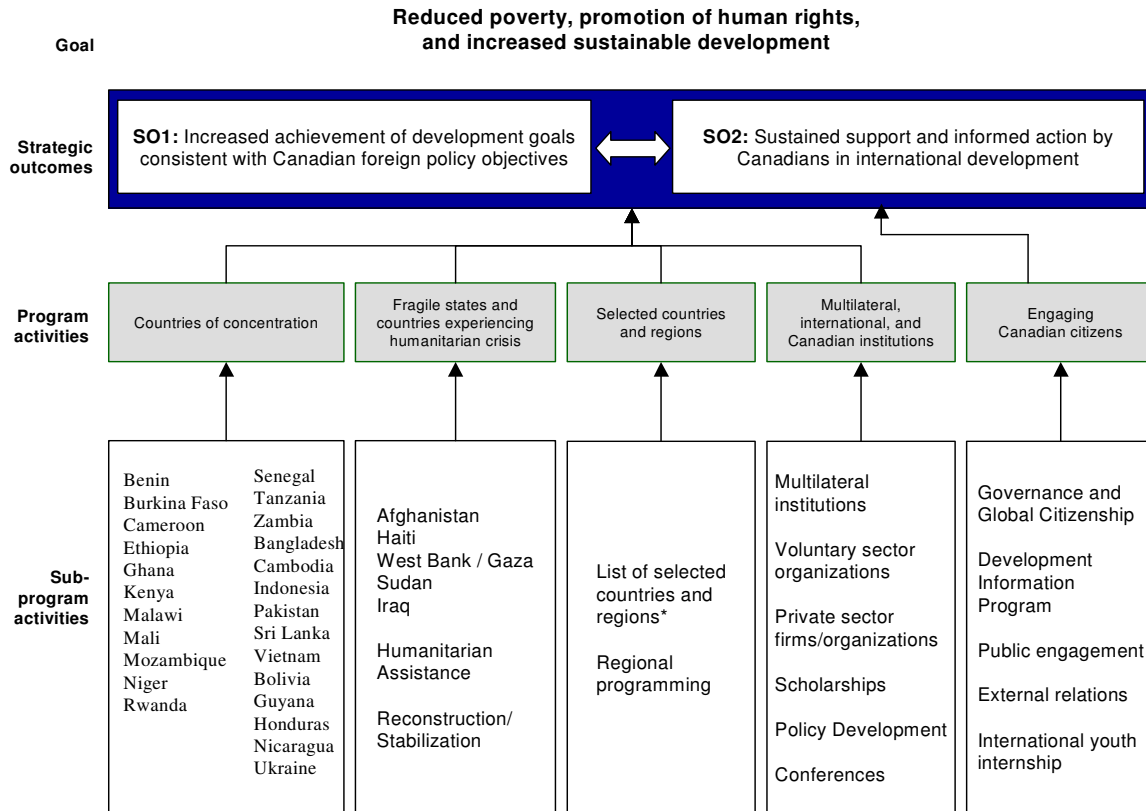 Goal
Reduced poverty, promotion of human rights,
and increased sustainable development
Strategic
outcomes
SO1: Increased achievement of development goals
consistent with Canadian foreign policy objectives
SO2: Sustained support and informed action by
Canadians in international development
Program
activities
Countries of concentration
Fragile states and
countries experiencing
humanitarian crisis
Selected countries
and regions
Multilateral,
international, and
Canadian institutions
Engaging
Canadian citizens
Sub-
program
activities
Benin
Burkina Faso
Cameroon
Ethiopia
Ghana
Kenya
Malawi
Mali
Mozambique
Niger
Rwanda
Senegal
Tanzania
Zambia
Bangladesh
Cambodia
Indonesia
Pakistan
Sri Lanka
Vietnam
Bolivia
Guyana
Honduras
Nicaragua
Ukraine
Afghanistan
Haiti
West Bank / Gaza
Sudan
Iraq
Humanitarian
Assistance
Reconstruction/
Stabilization
List of selected
countries and
regions*
Regional
programming
Multilateral
institutions
Voluntary sector
organizations
Private sector
firms/organizations
Scholarships
Policy Development
Conferences
Governance and
Global Citizenship
Development
Information
Program
Public engagement
External relations
International youth
internship